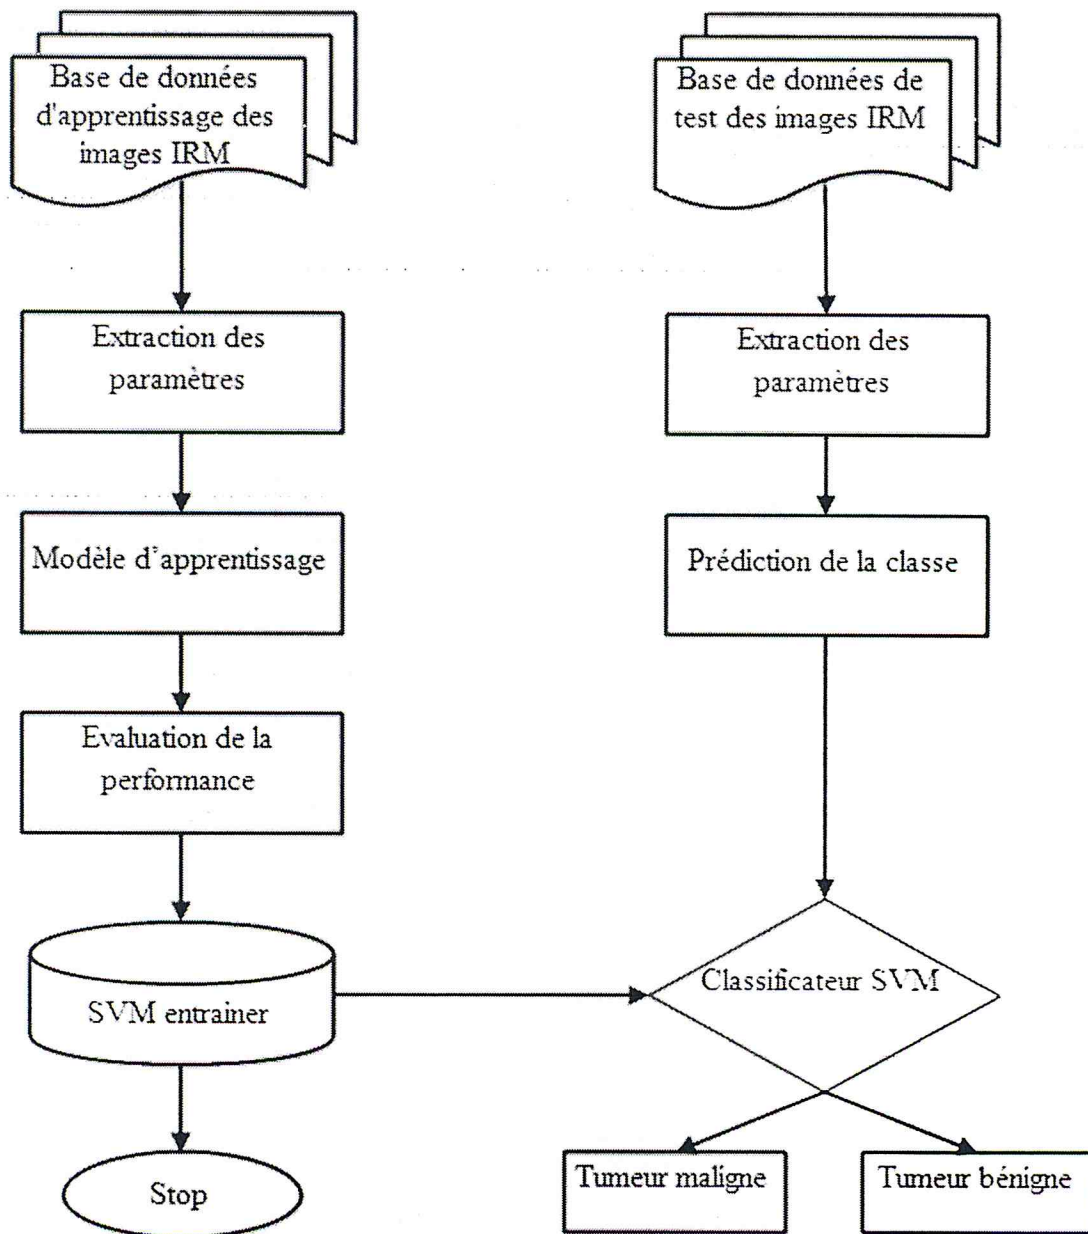 Base de données
d'apprentissage des
images IRM
Base de données de
test des images IRM
Extraction des
paramètres
Extraction des
paramètres
Modèle d'apprentissage
Prédiction de la classe
Evaluation de la
performance
SVM entrainer
Classificateur SVM
Stop
Tumeur maligne
Tumeur bénigne